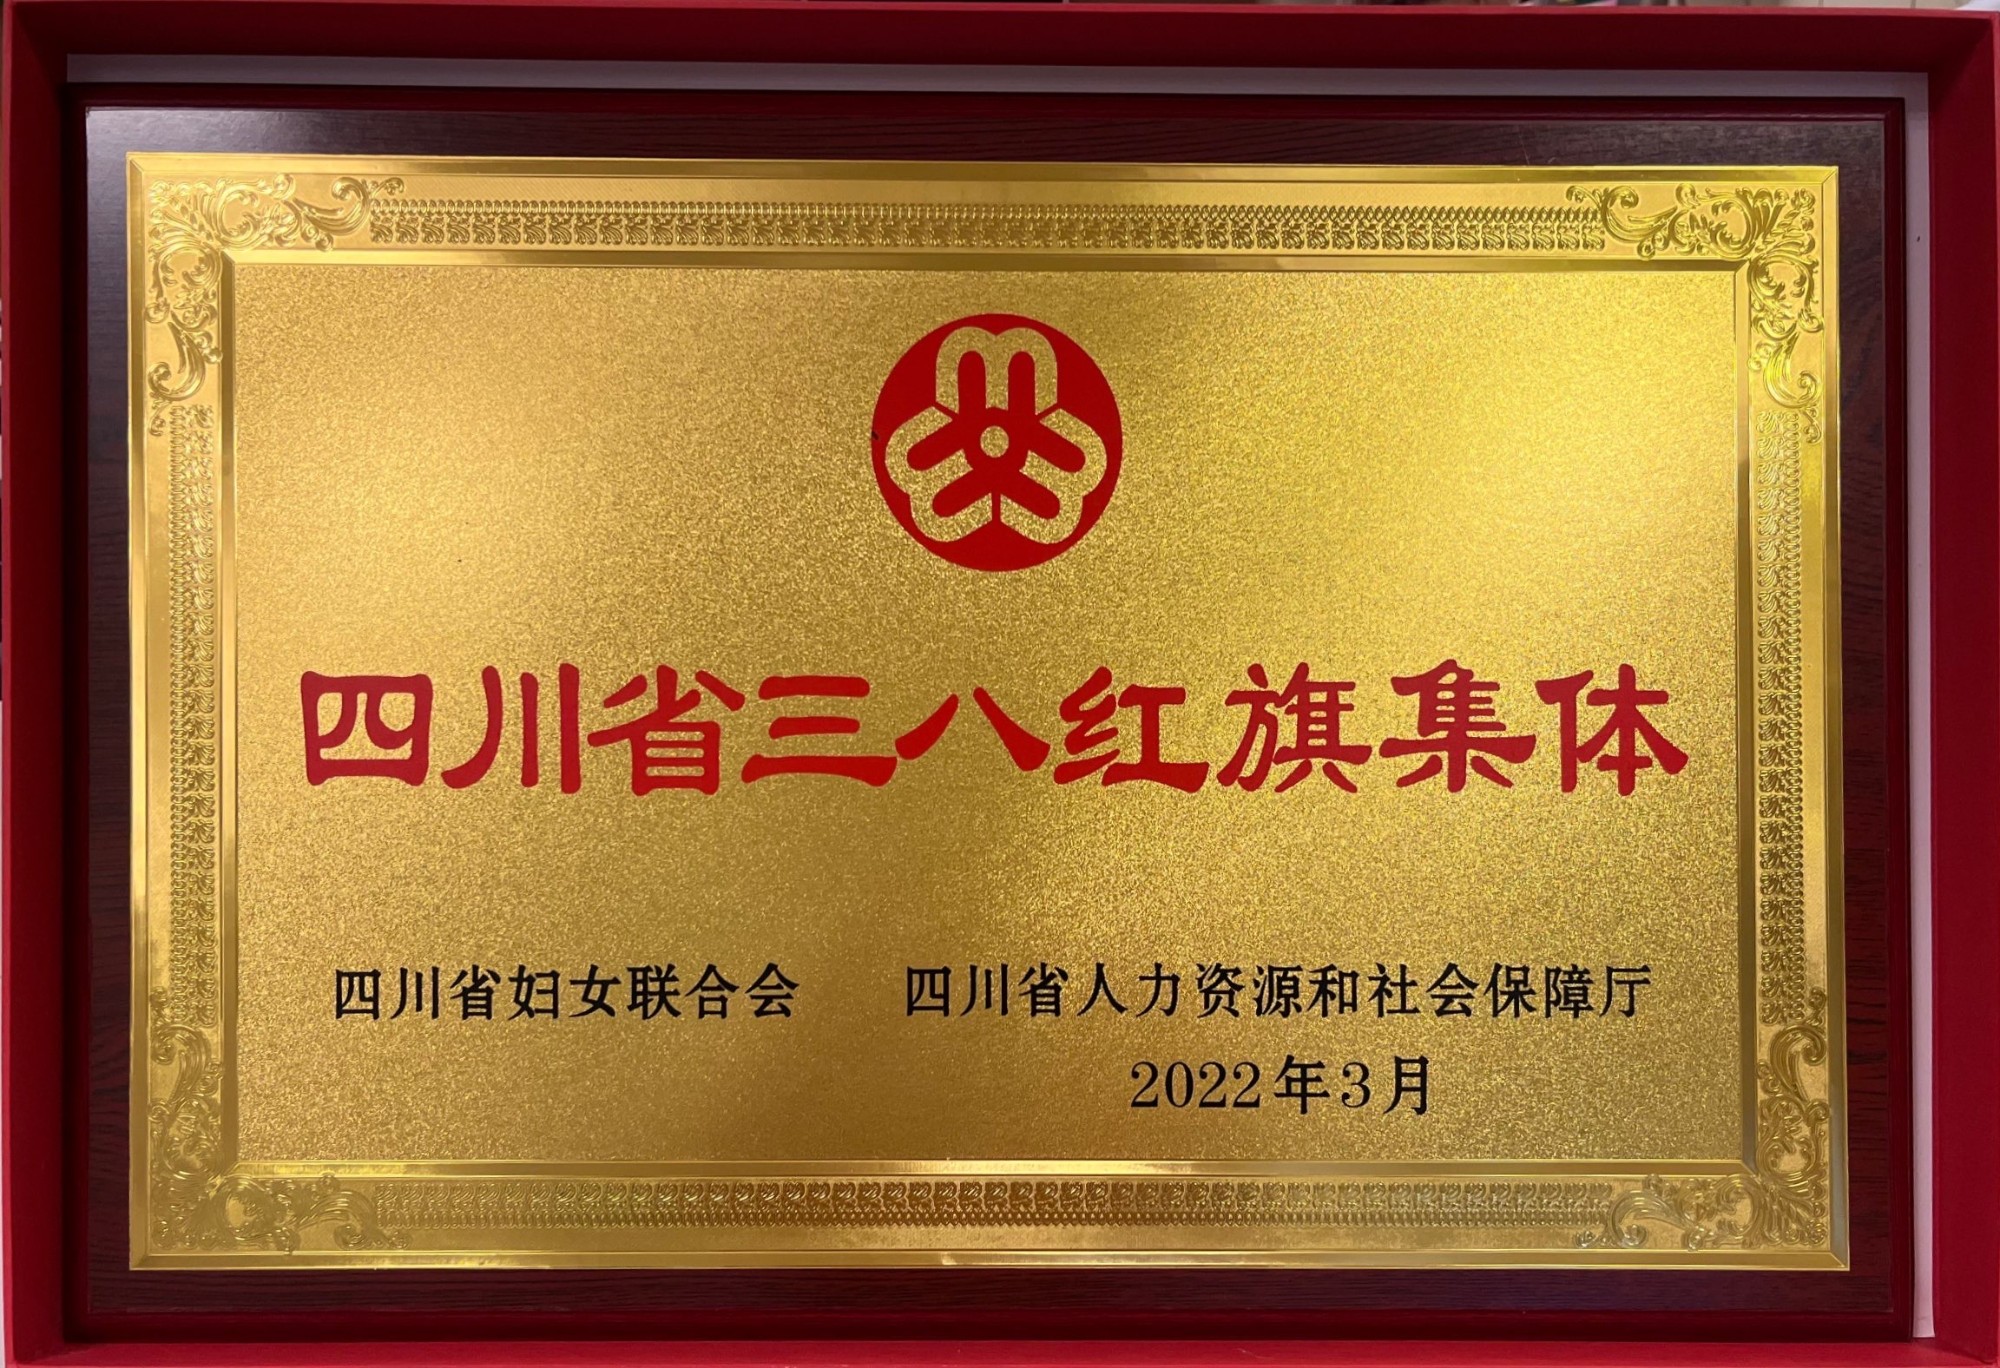 四川省三八红旗集体
四川省妇女联合会 四川省人力资源和社会保障厅
2022年3月